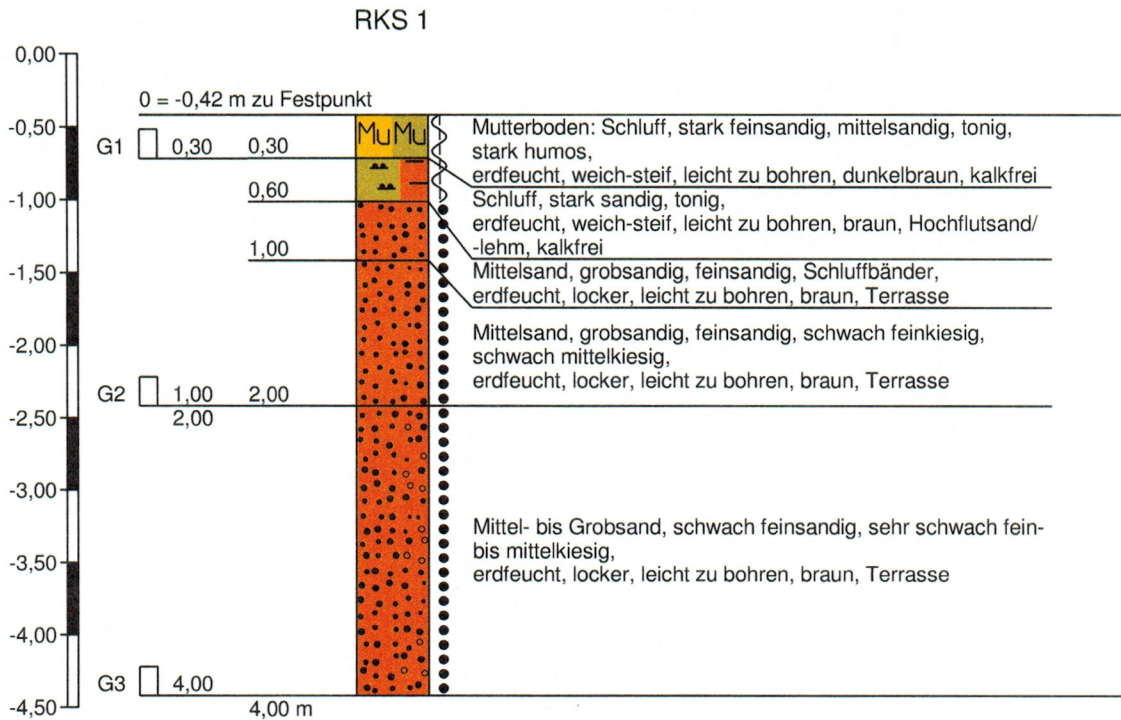 RKS 1
0,00
0 = -0,42 m zu Festpunkt
-0,50
G1 0,30 0,30
Mu Mu
Mutterboden: Schluff, stark feinsandig, mittelsandig, tonig,
stark humos,
erdfeucht, weich-steif, leicht zu bohren, dunkelbraun, kalkfrei
-1,00
0,60
Schluff, stark sandig, tonig,
erdfeucht, weich-steif, leicht zu bohren, braun, Hochflutsand/
-lehm, kalkfrei
1,00
-1,50
Mittelsand, grobsandig, feinsandig, Schluffbänder,
erdfeucht, locker, leicht zu bohren, braun, Terrasse
-2,00
Mittelsand, grobsandig, feinsandig, schwach feinkiesig,
schwach mittelkiesig,
erdfeucht, locker, leicht zu bohren, braun, Terrasse
G2 1,00 2,00
2,00
-2,50
-3,00
Mittel- bis Grobsand, schwach feinsandig, sehr schwach fein-
bis mittelkiesig,
erdfeucht, locker, leicht zu bohren, braun, Terrasse
-3,50
-4,00
G3 4,00
-4,50
4,00 m